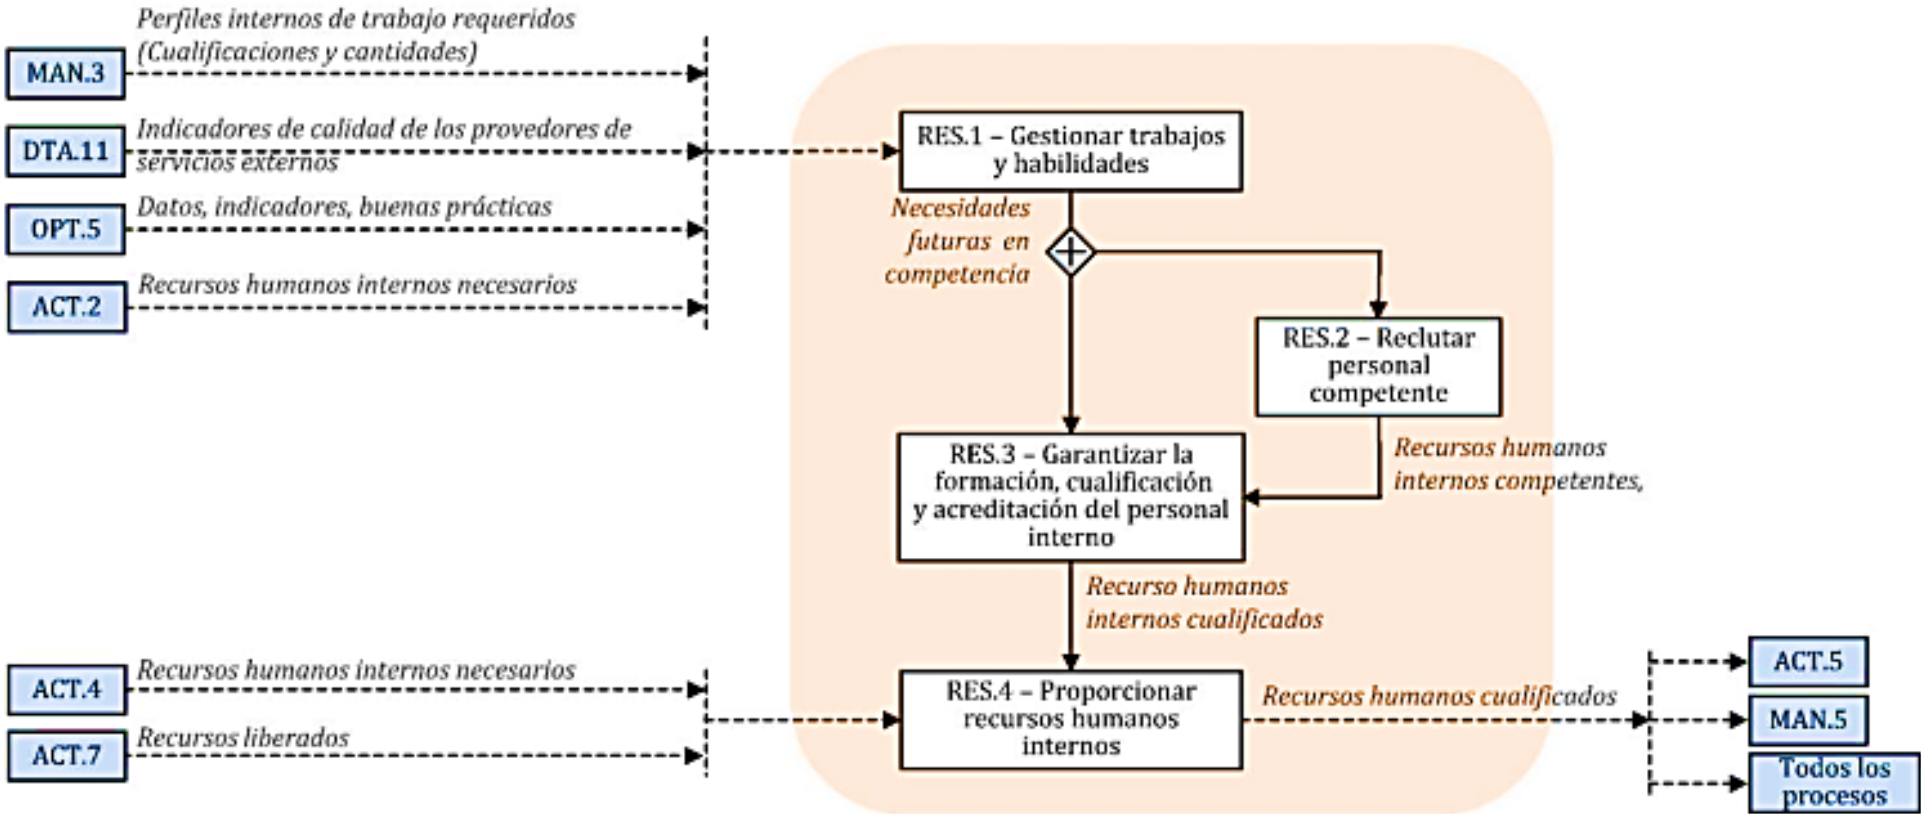 Perfiles internos de trabajo requeridos
(Cualificaciones y cantidades)
MAN.3
Indicadores de calidad de los provedores de
servicios externos
DTA.11
Datos, indicadores, buenas prácticas
OPT.5
Recursos humanos internos necesarios
ACT.2
RES.1 – Gestionar trabajos
y habilidades
Necesidades
futuras en
competencia
RES.2 – Reclutar
personal
competente
Recursos humanos
internos competentes,
RES.3 – Garantizar la
formación, cualificación
y acreditación del personal
interno
Recurso humanos
internos cualificados
Recursos humanos internos necesarios
ACT.4
Recursos liberados
ACT.7
RES.4 – Proporcionar
recursos humanos
internos
Recursos humanos cualificados
ACT.5
MAN.5
Todos los
procesos